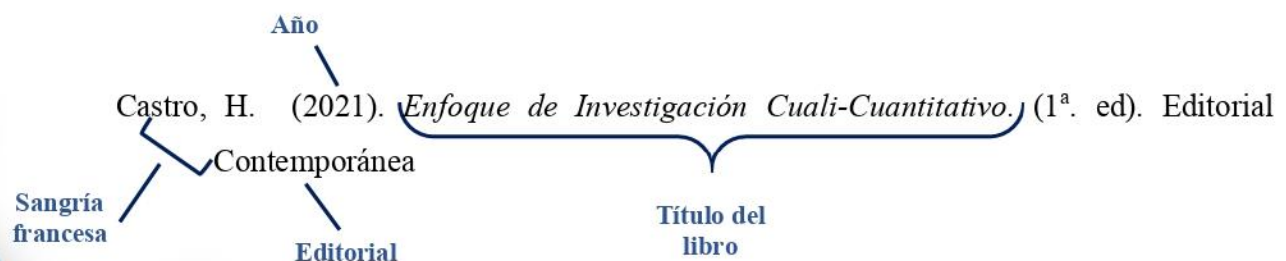 Año
Castro, H. (2021). Enfoque de Investigación Cuali-Cuantitativo. (1ª. ed). Editorial
Contemporánea
Sangría
francesa
Editorial
Título del
libro